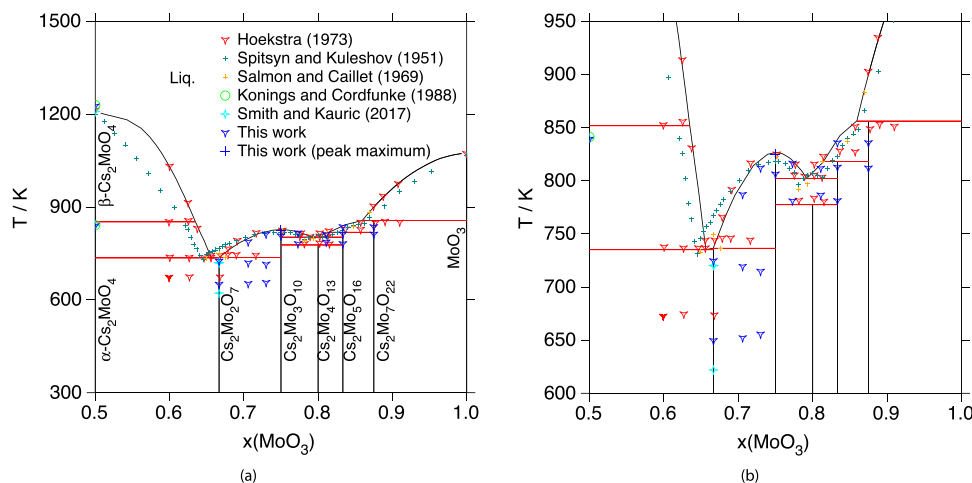 1500
1200
900
600
300
T / K
Hoekstra (1973)
Spitsyn and Kuleshov (1951)
Salmon and Caillet (1969)
Konings and Cordfunke (1988)
Smith and Kauric (2017)
This work
This work (peak maximum)
Liq.
β-Cs₂MoO₄
α-Cs₂MoO₄
Cs₂Mo₂O₇
Cs₂Mo₃O₁₀
Cs₂Mo₄O₁₃
Cs₂Mo₅O₁₆
Cs₂Mo₇O₂₂
MoO₃
0.5 0.6 0.7 0.8 0.9 1.0
x(MoO₃)
(a)
950
900
850
800
750
700
650
600
T / K
0.5 0.6 0.7 0.8 0.9 1.0
x(MoO₃)
(b)